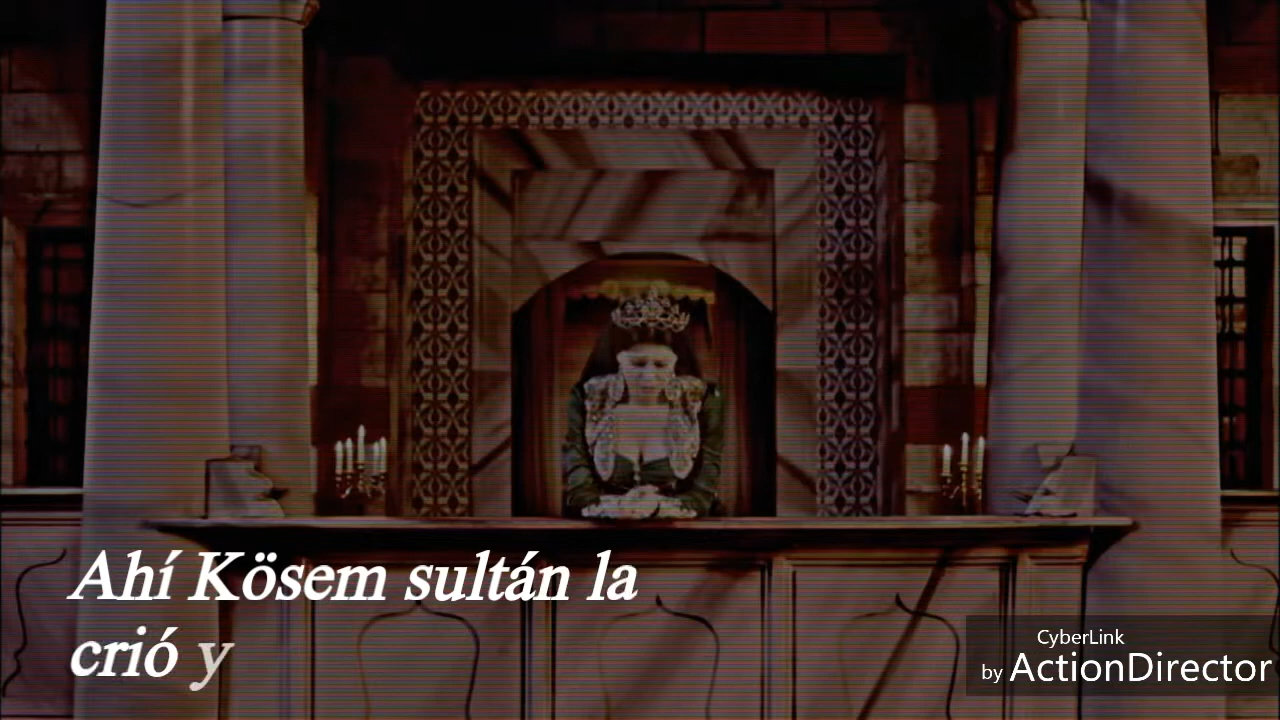 Ahí Kösem sultán la
crió y
CyberLink
by ActionDirector